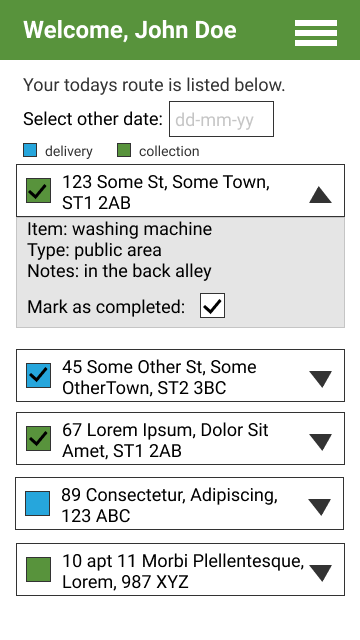 Welcome, John Doe
Your todays route is listed below.
Select other date: dd-mm-yy
delivery collection
123 Some St, Some Town,
ST1 2AB
Item: washing machine
Type: public area
Notes: in the back alley
Mark as completed:
45 Some Other St, Some
OtherTown, ST2 3BC
67 Lorem Ipsum, Dolor Sit
Amet, ST1 2AB
89 Consectetur, Adipiscing,
123 ABC
10 apt 11 Morbi Plellentesque,
Lorem, 987 XYZ